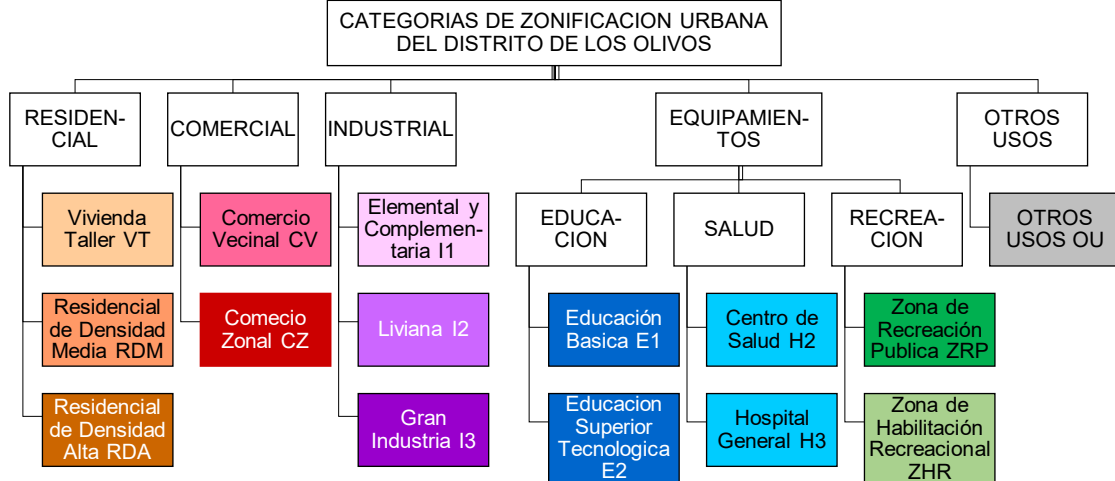 CATEGORIAS DE ZONIFICACION URBANA
DEL DISTRITO DE LOS OLIVOS
RESIDEN-
CIAL
COMERCIAL
INDUSTRIAL
EQUIPAMIEN-
TOS
OTROS
USOS
Vivienda
Taller VT
Residencial
de Densidad
Media RDM
Residencial
de Densidad
Alta RDA
Comercio
Vecinal CV
Comecio
Zonal CZ
Elemental y
Complemen-
taria I1
Liviana I2
Gran
Industria I3
EDUCA-
CION
Educación
Basica E1
Educacion
Superior
Tecnologica
E2
SALUD
Centro de
Salud H2
Hospital
General H3
RECREA-
CION
Zona de
Recreación
Publica ZRP
Zona de
Habilitación
Recreacional
ZHR
OTROS
USOS OU